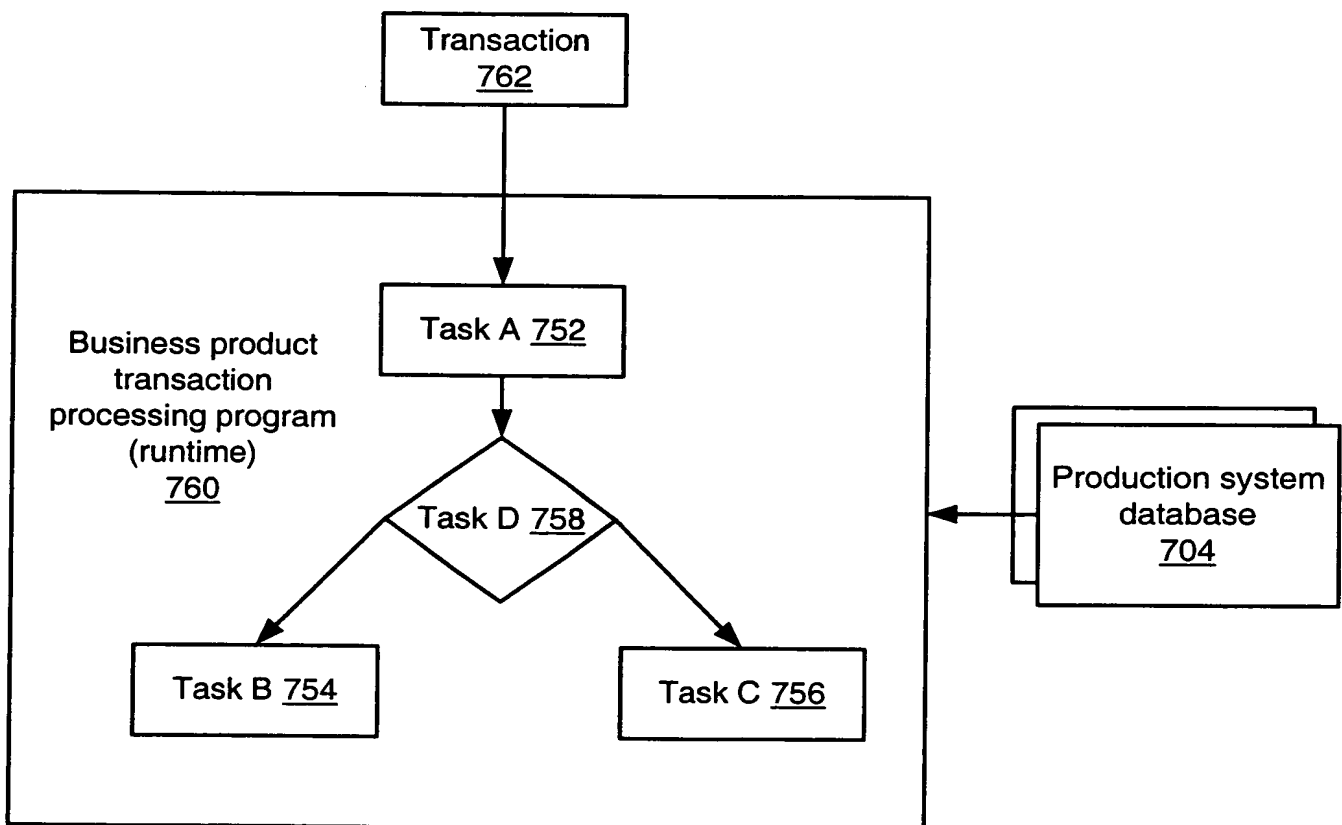 Transaction
762
Task A 752
Business product
transaction
processing program
(runtime)
760
Task D 758
Production system
database
704
Task B 754
Task C 756